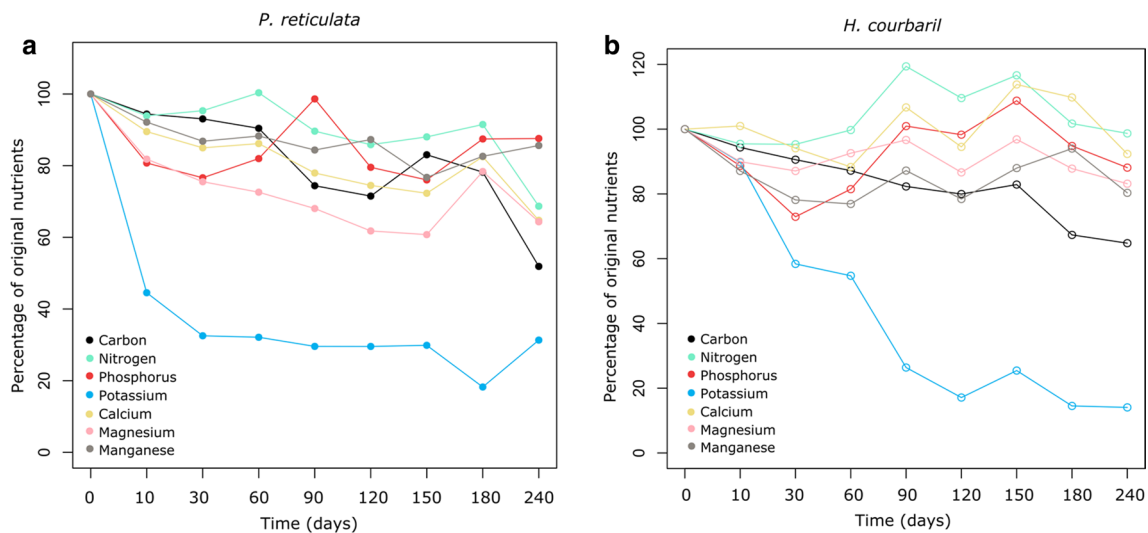 P. reticulata
a
Percentage of original nutrients
100
80
60
40
20
0
Carbon
Nitrogen
Phosphorus
Potassium
Calcium
Magnesium
Manganese
0 10 30 60 90 120 150 180 240
Time (days)
H. courbaril
b
Percentage of original nutrients
120
100
80
60
40
20
0
Carbon
Nitrogen
Phosphorus
Potassium
Calcium
Magnesium
Manganese
0 10 30 60 90 120 150 180 240
Time (days)